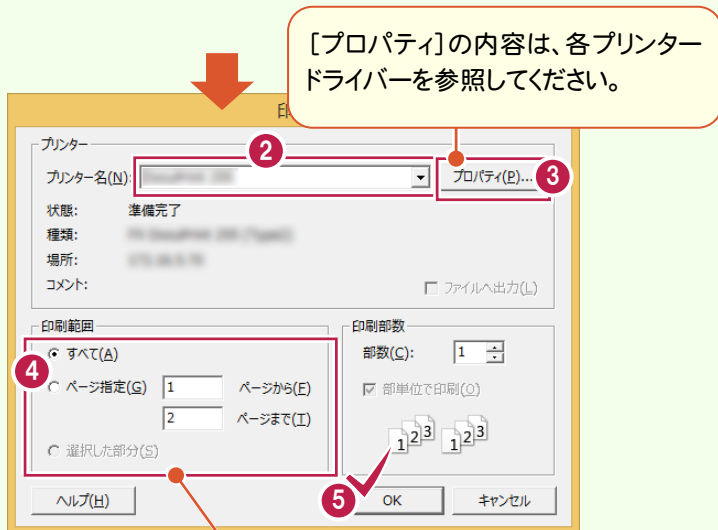 ［プロパティ］の内容は、各プリンター
ドライバーを参照してください。
プリンター
2
プリンター名(N):
プロパティ(P)...
3
状態: 準備完了
種類:
場所:
コメント:
ファイルへ出力(L)
印刷範囲
4
すべて(A)
ページ指定(G) 1 ページから(F)
2 ページまで(T)
選択した部分(S)
印刷部数
部数(C): 1
部単位で印刷(O)
1 2 3 1 2 3
ヘルプ(H)
5
OK
キャンセル